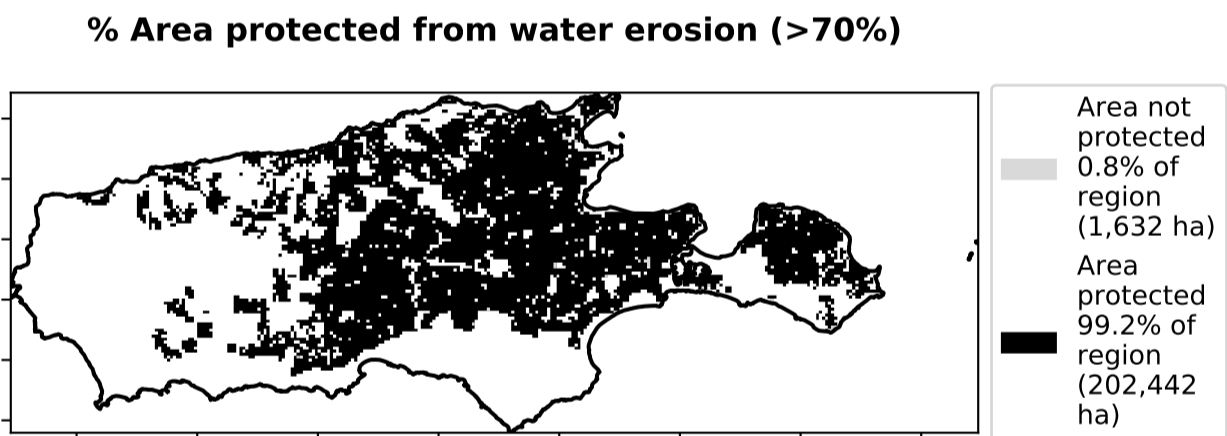 % Area protected from water erosion (>70%)
Area not
protected
0.8% of
region
(1,632 ha)
Area
protected
99.2% of
region
(202,442
ha)